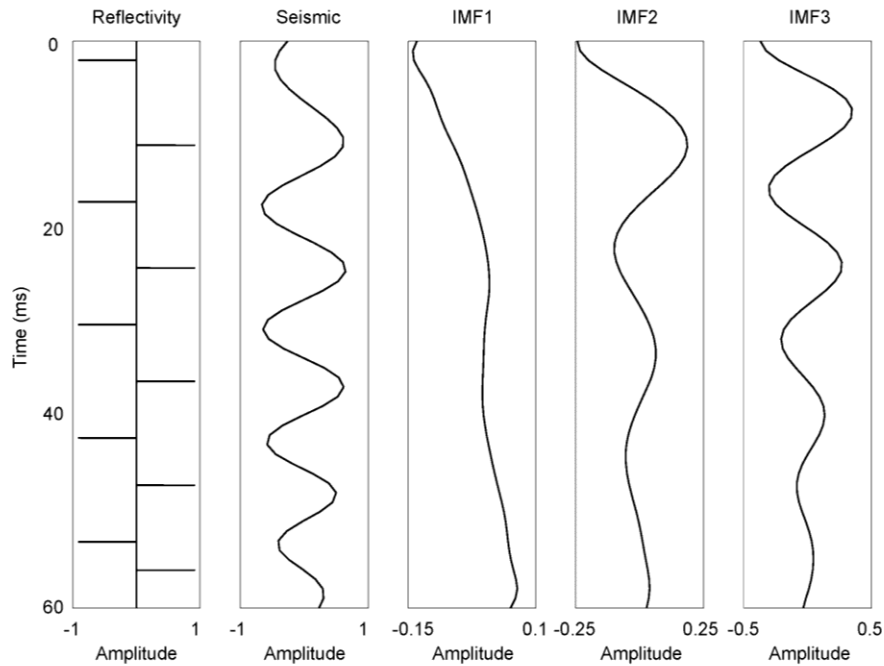 Reflectivity Seismic IMF1 IMF2 IMF3
0
20
40
60
Time (ms)
-1 1 -1 1 -0.15 0.1 -0.25 0.25 -0.5 0.5
Amplitude Amplitude Amplitude Amplitude Amplitude